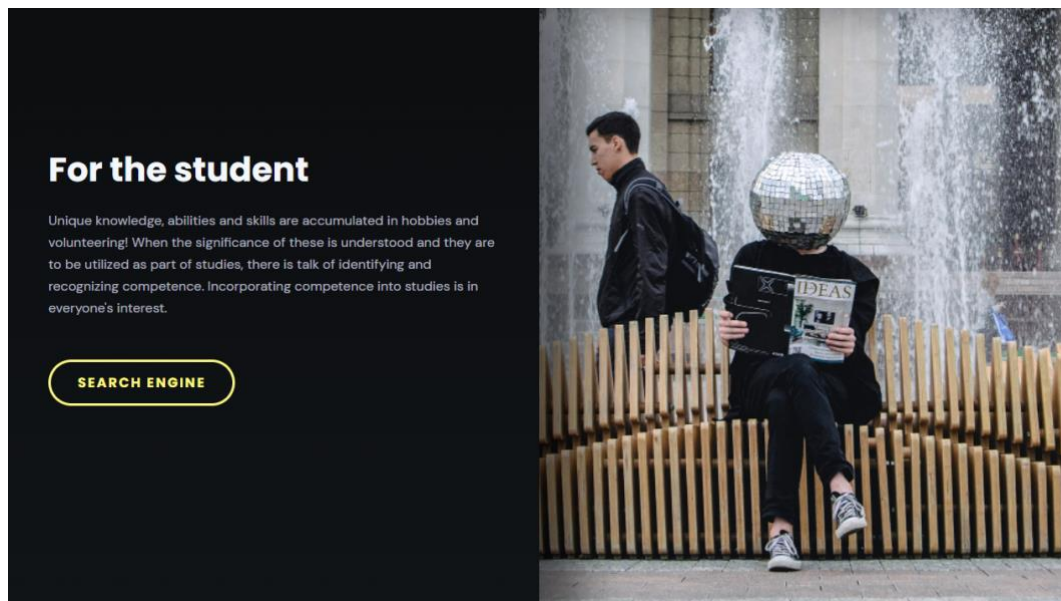 For the student
Unique knowledge, abilities and skills are accumulated in hobbies and
volunteering! When the significance of these is understood and they are
to be utilized as part of studies, there is talk of identifying and
recognizing competence. Incorporating competence into studies is in
everyone's interest.
SEARCH ENGINE
IDEAS